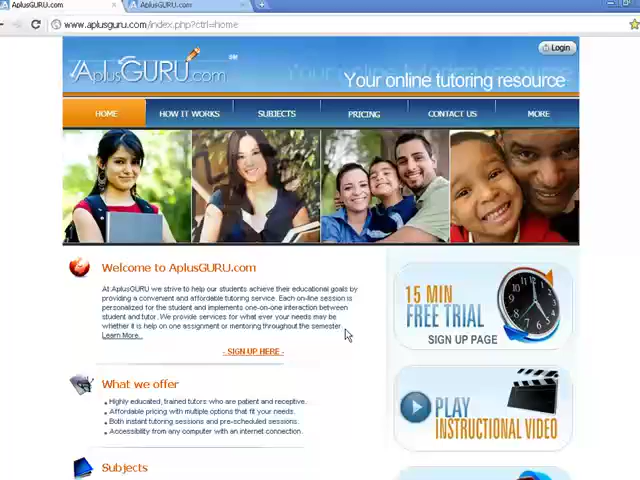 AplusGURU.com
AplusGURU.com
www.aplusguru.com/index.php?ctrl=home
AplusGURU.com
Login
Your online tutoring resource
HOME
HOW IT WORKS
SUBJECTS
PRICING
CONTACT US
MORE
Welcome to AplusGURU.com
At AplusGURU we strive to help our students achieve their educational goals by
providing a convenient and affordable tutoring service. Each on-line session is
personalized for the student and implements one-on-one interaction between
student and tutor. We provide services for what ever your needs may be
whether it is help on one assignment or mentoring throughout the semester
Learn More...
- SIGN UP HERE -
What we offer
Highly educated, trained tutors who are patient and receptive.
Affordable pricing with multiple options that fit your needs.
Both instant tutoring sessions and pre-scheduled sessions.
Accessibility from any computer with an internet connection.
Subjects
15 MIN
FREE TRIAL
SIGN UP PAGE
PLAY
INSTRUCTIONAL VIDEO